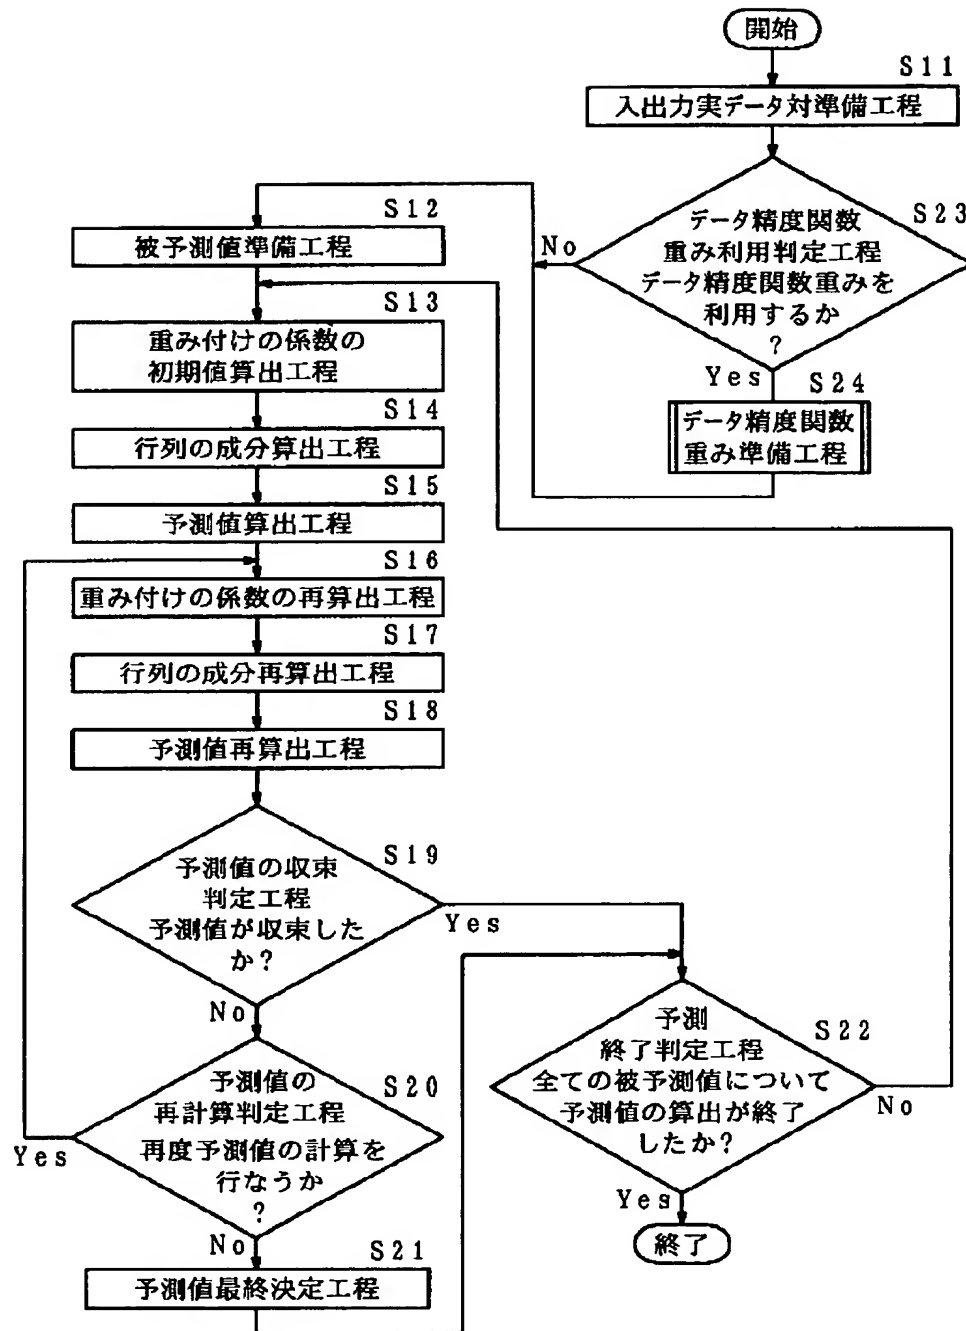 開始
S11
入出力実データ対準備工程
S23
データ精度関数
重み利用判定工程
データ精度関数重みを
利用するか
?
No
Yes
S24
データ精度関数
重み準備工程
S12
被予測値準備工程
S13
重み付けの係数の
初期値算出工程
S14
行列の成分算出工程
S15
予測値算出工程
S16
重み付けの係数の再算出工程
S17
行列の成分再算出工程
S18
予測値再算出工程
S19
予測値の収束
判定工程
予測値が収束した
か?
Yes
No
S20
予測値の
再計算判定工程
再度予測値の計算を
行なうか
?
Yes
No
S21
予測値最終決定工程
S22
予測
終了判定工程
全ての被予測値について
予測値の算出が終了
したか?
No
Yes
終了